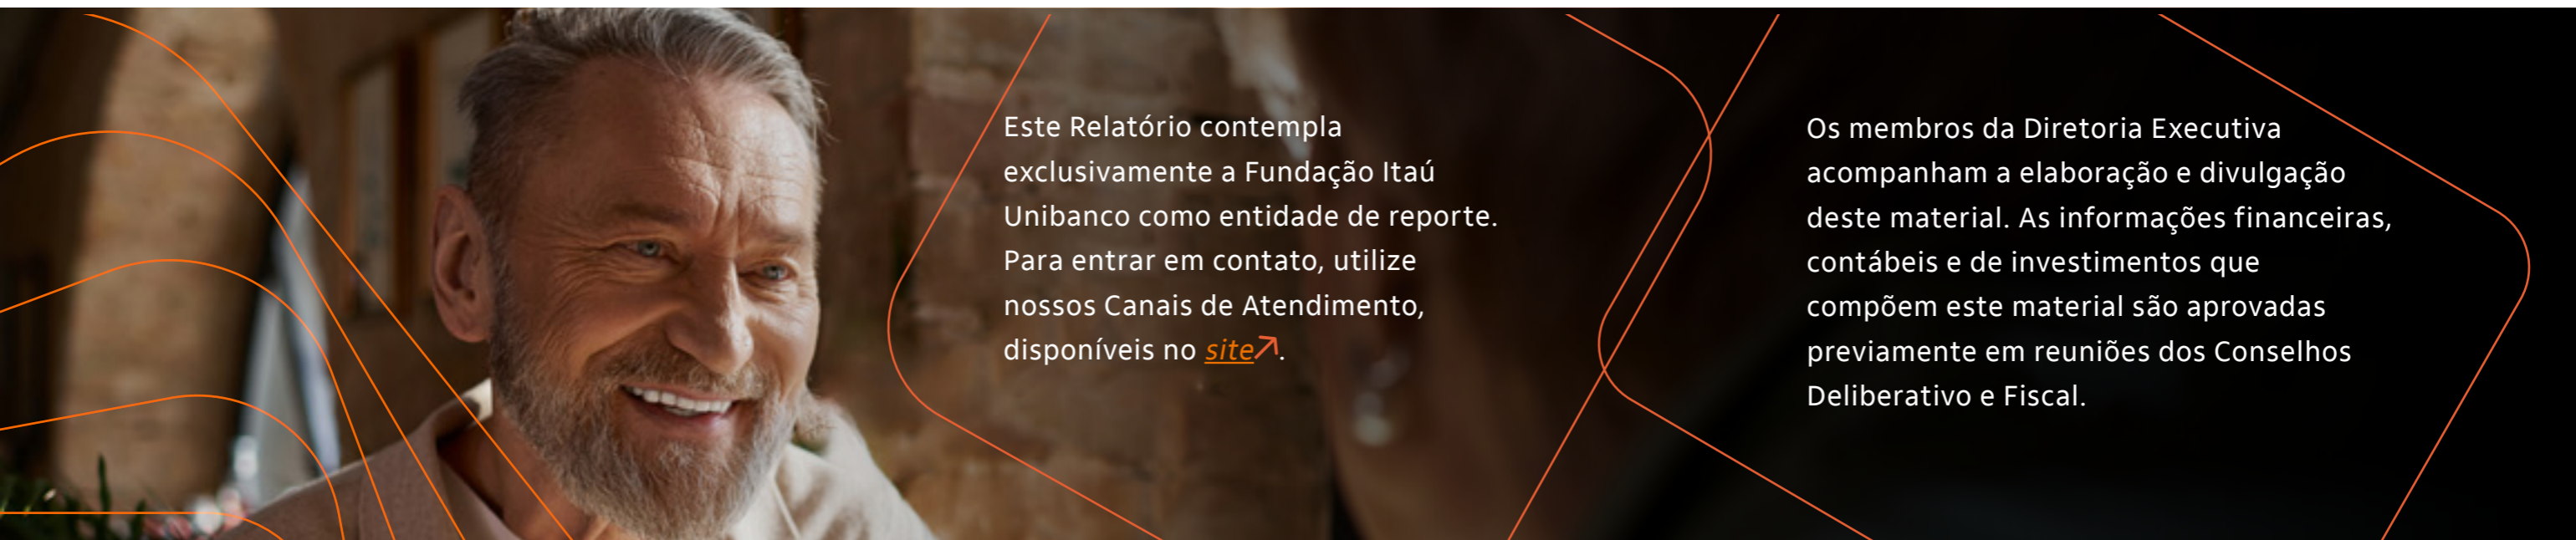 Este Relatório contempla
exclusivamente a Fundação Itaú
Unibanco como entidade de reporte.
Para entrar em contato, utilize
nossos Canais de Atendimento,
disponíveis no site.
Os membros da Diretoria Executiva
acompanham a elaboração e divulgação
deste material. As informações financeiras,
contábeis e de investimentos que
compõem este material são aprovadas
previamente em reuniões dos Conselhos
Deliberativo e Fiscal.